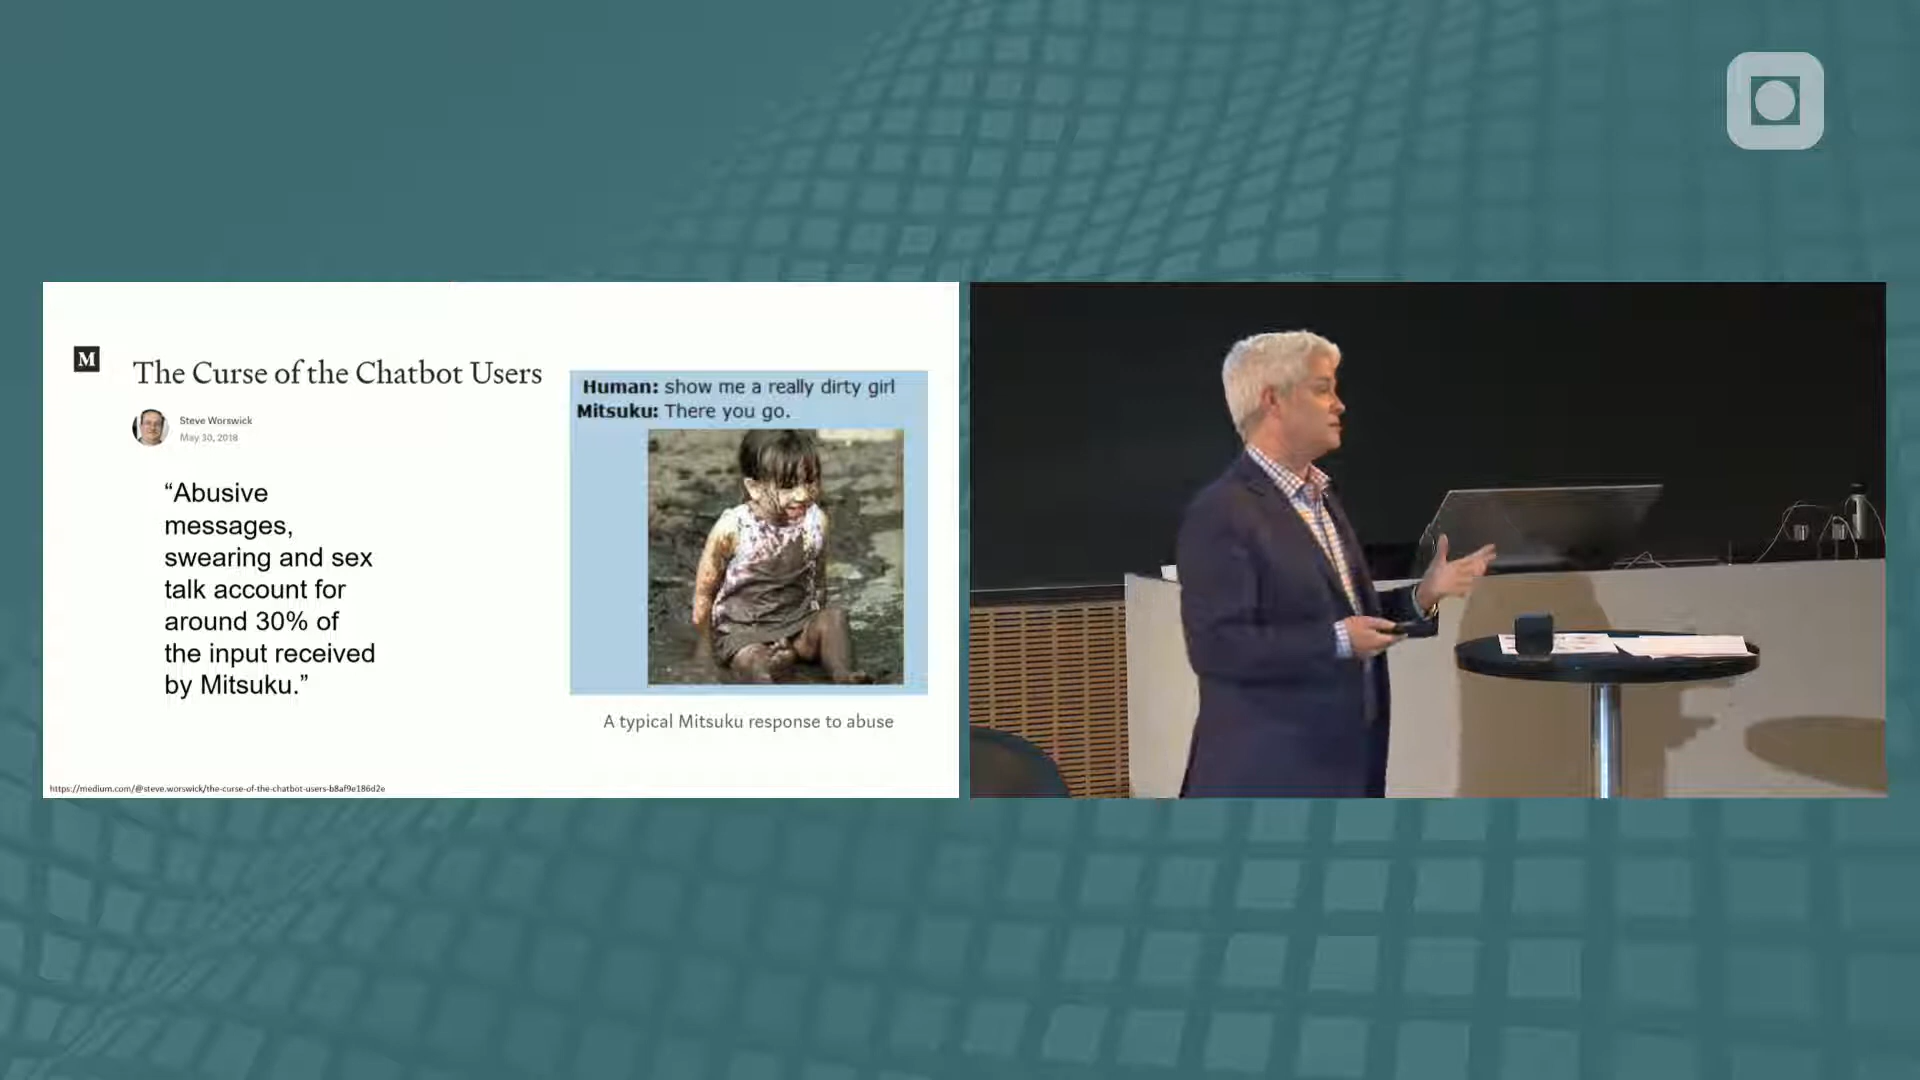 M
The Curse of the Chatbot Users
Steve Worswick
May 30, 2018
“Abusive
messages,
swearing and sex
talk account for
around 30% of
the input received
by Mitsuku.”
Human: show me a really dirty girl
Mitsuku: There you go.
A typical Mitsuku response to abuse
https://medium.com/@steve.worswick/the-curse-of-the-chatbot-users-b8af9e186d2e